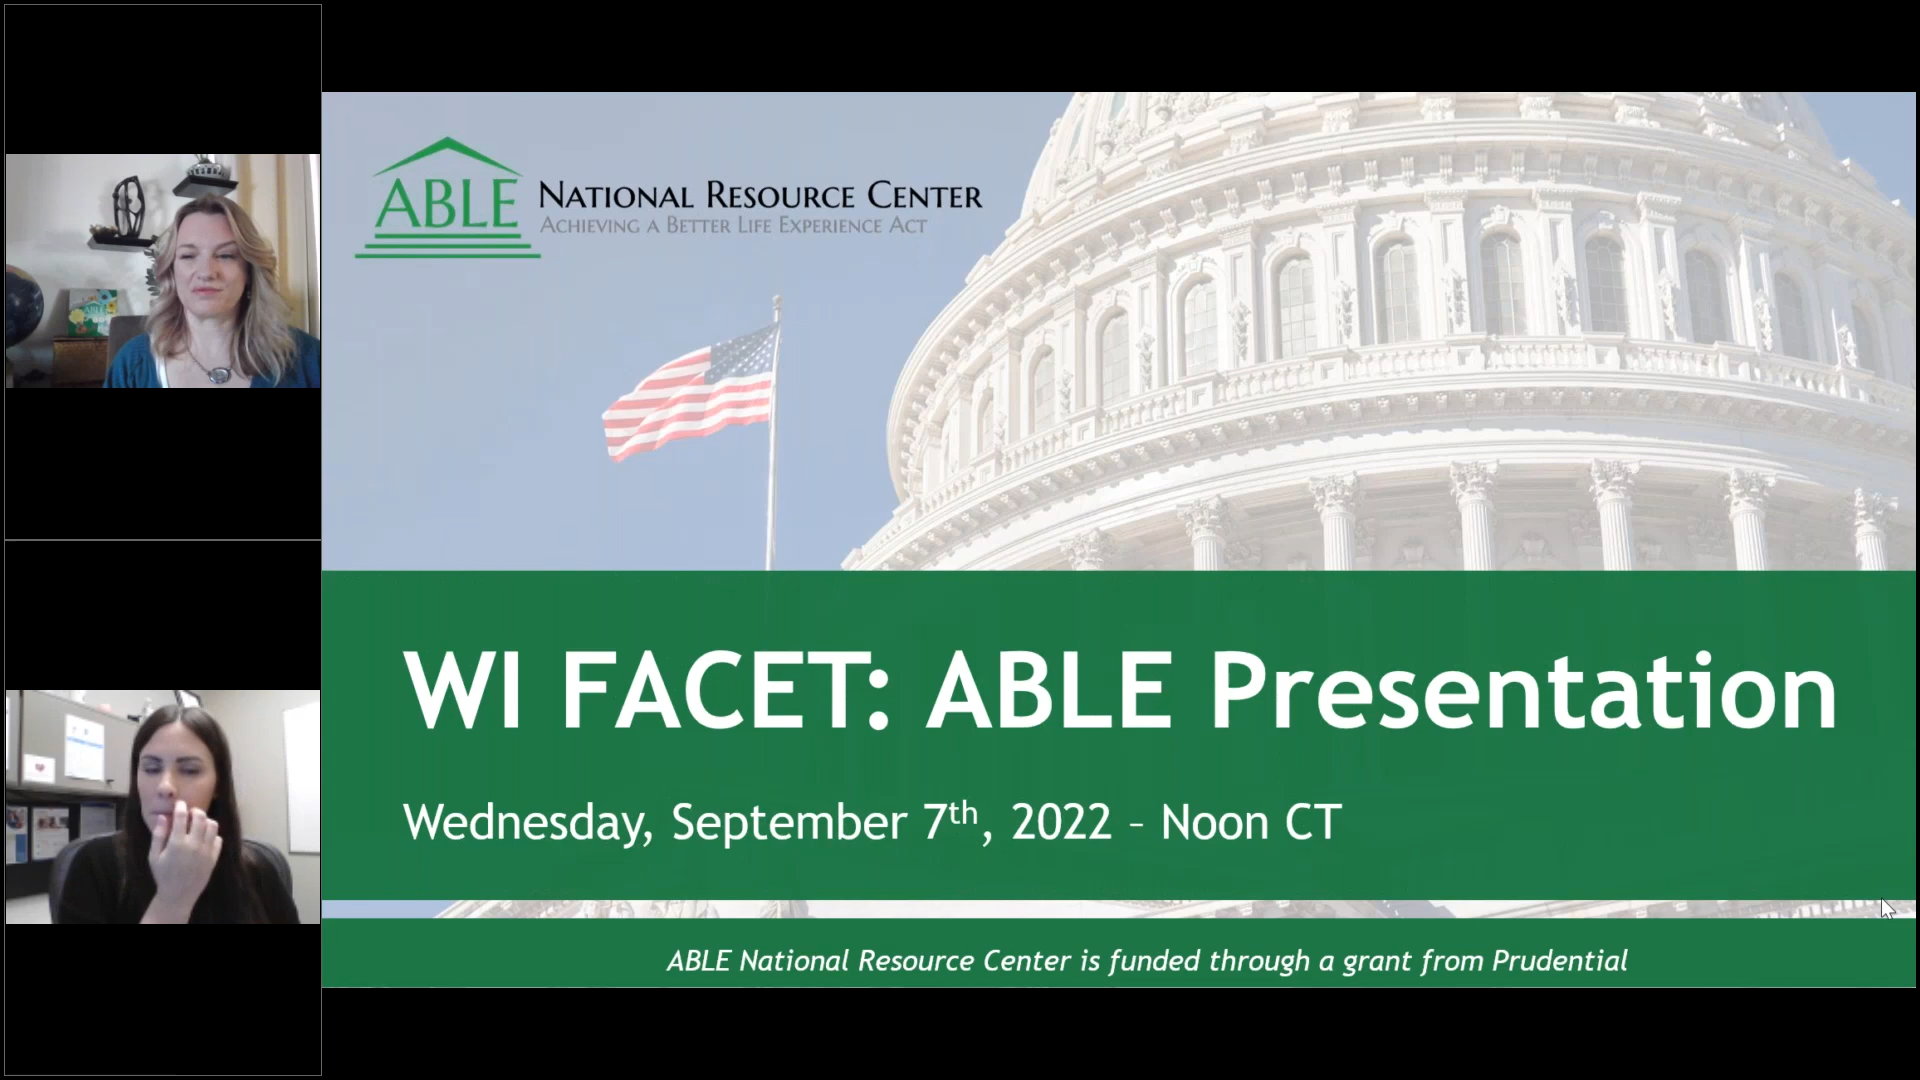 ABLE
NATIONAL RESOURCE CENTER
ACHIEVING A BETTER LIFE EXPERIENCE ACT
ABLE
WI FACET: ABLE Presentation
Wednesday, September 7th, 2022 – Noon CT
ABLE National Resource Center is funded through a grant from Prudential